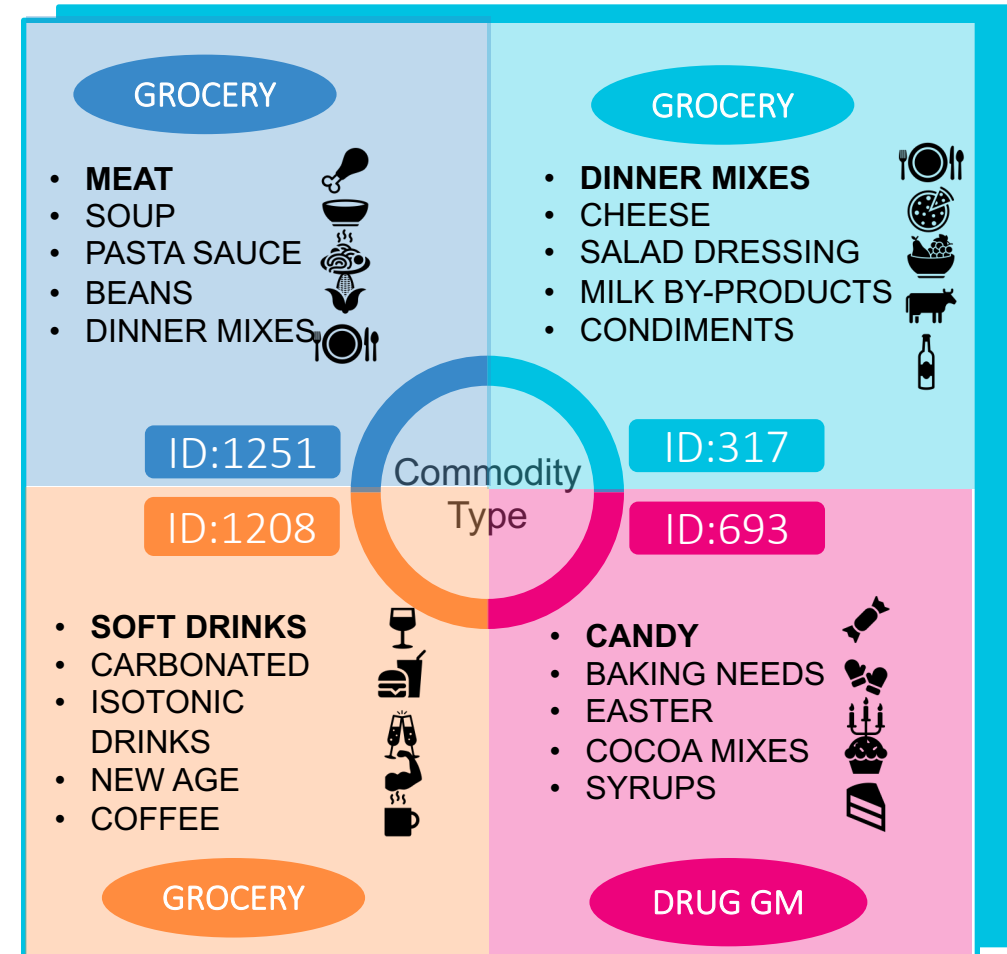 GROCERY
• MEAT
• SOUP
• PASTA SAUCE
• BEANS
• DINNER MIXES
ID:1251
GROCERY
• DINNER MIXES
• CHEESE
• SALAD DRESSING
• MILK BY-PRODUCTS
• CONDIMENTS
ID:317
Commodity
Type
ID:1208
• SOFT DRINKS
• CARBONATED
• ISOTONIC
DRINKS
• NEW AGE
• COFFEE
GROCERY
ID:693
• CANDY
• BAKING NEEDS
• EASTER
• COCOA MIXES
• SYRUPS
DRUG GM